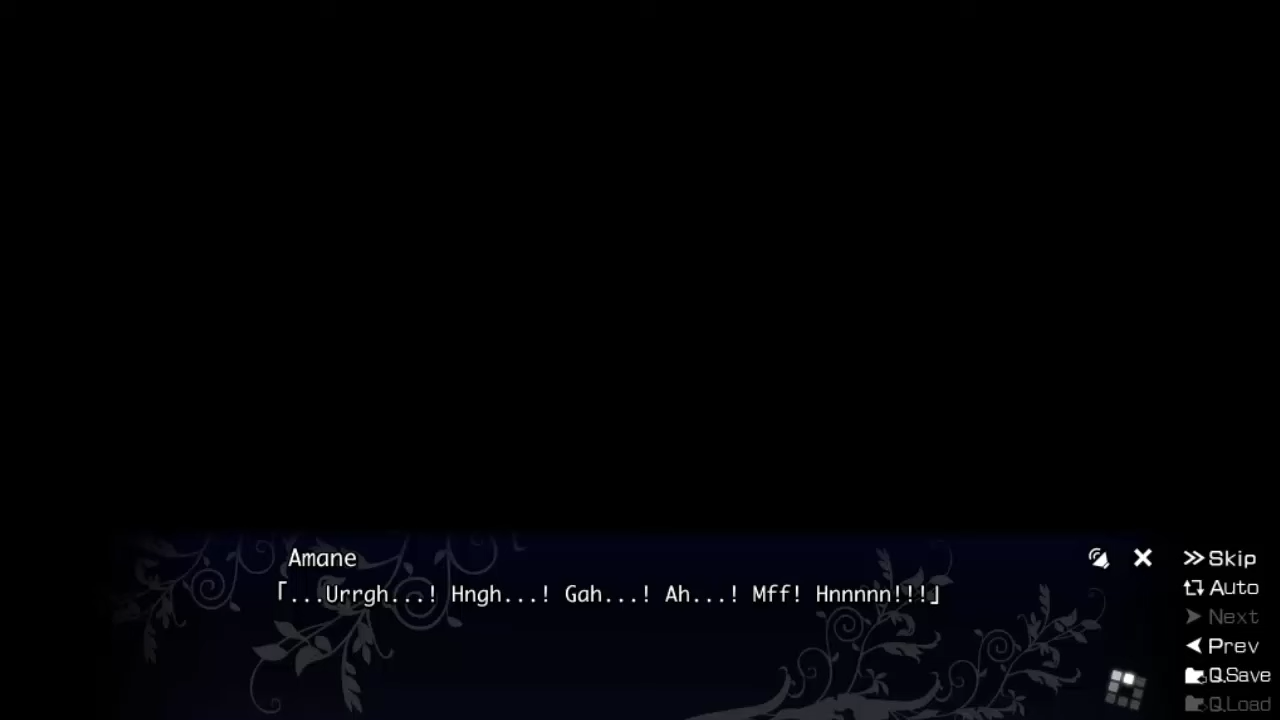 Amane
｢...Urrgh...! Hngh...! Gah...! Ah...! Mff! Hnnnnn!!!｣
Skip
Auto
Next
Prev
Q.Save
Q.Load